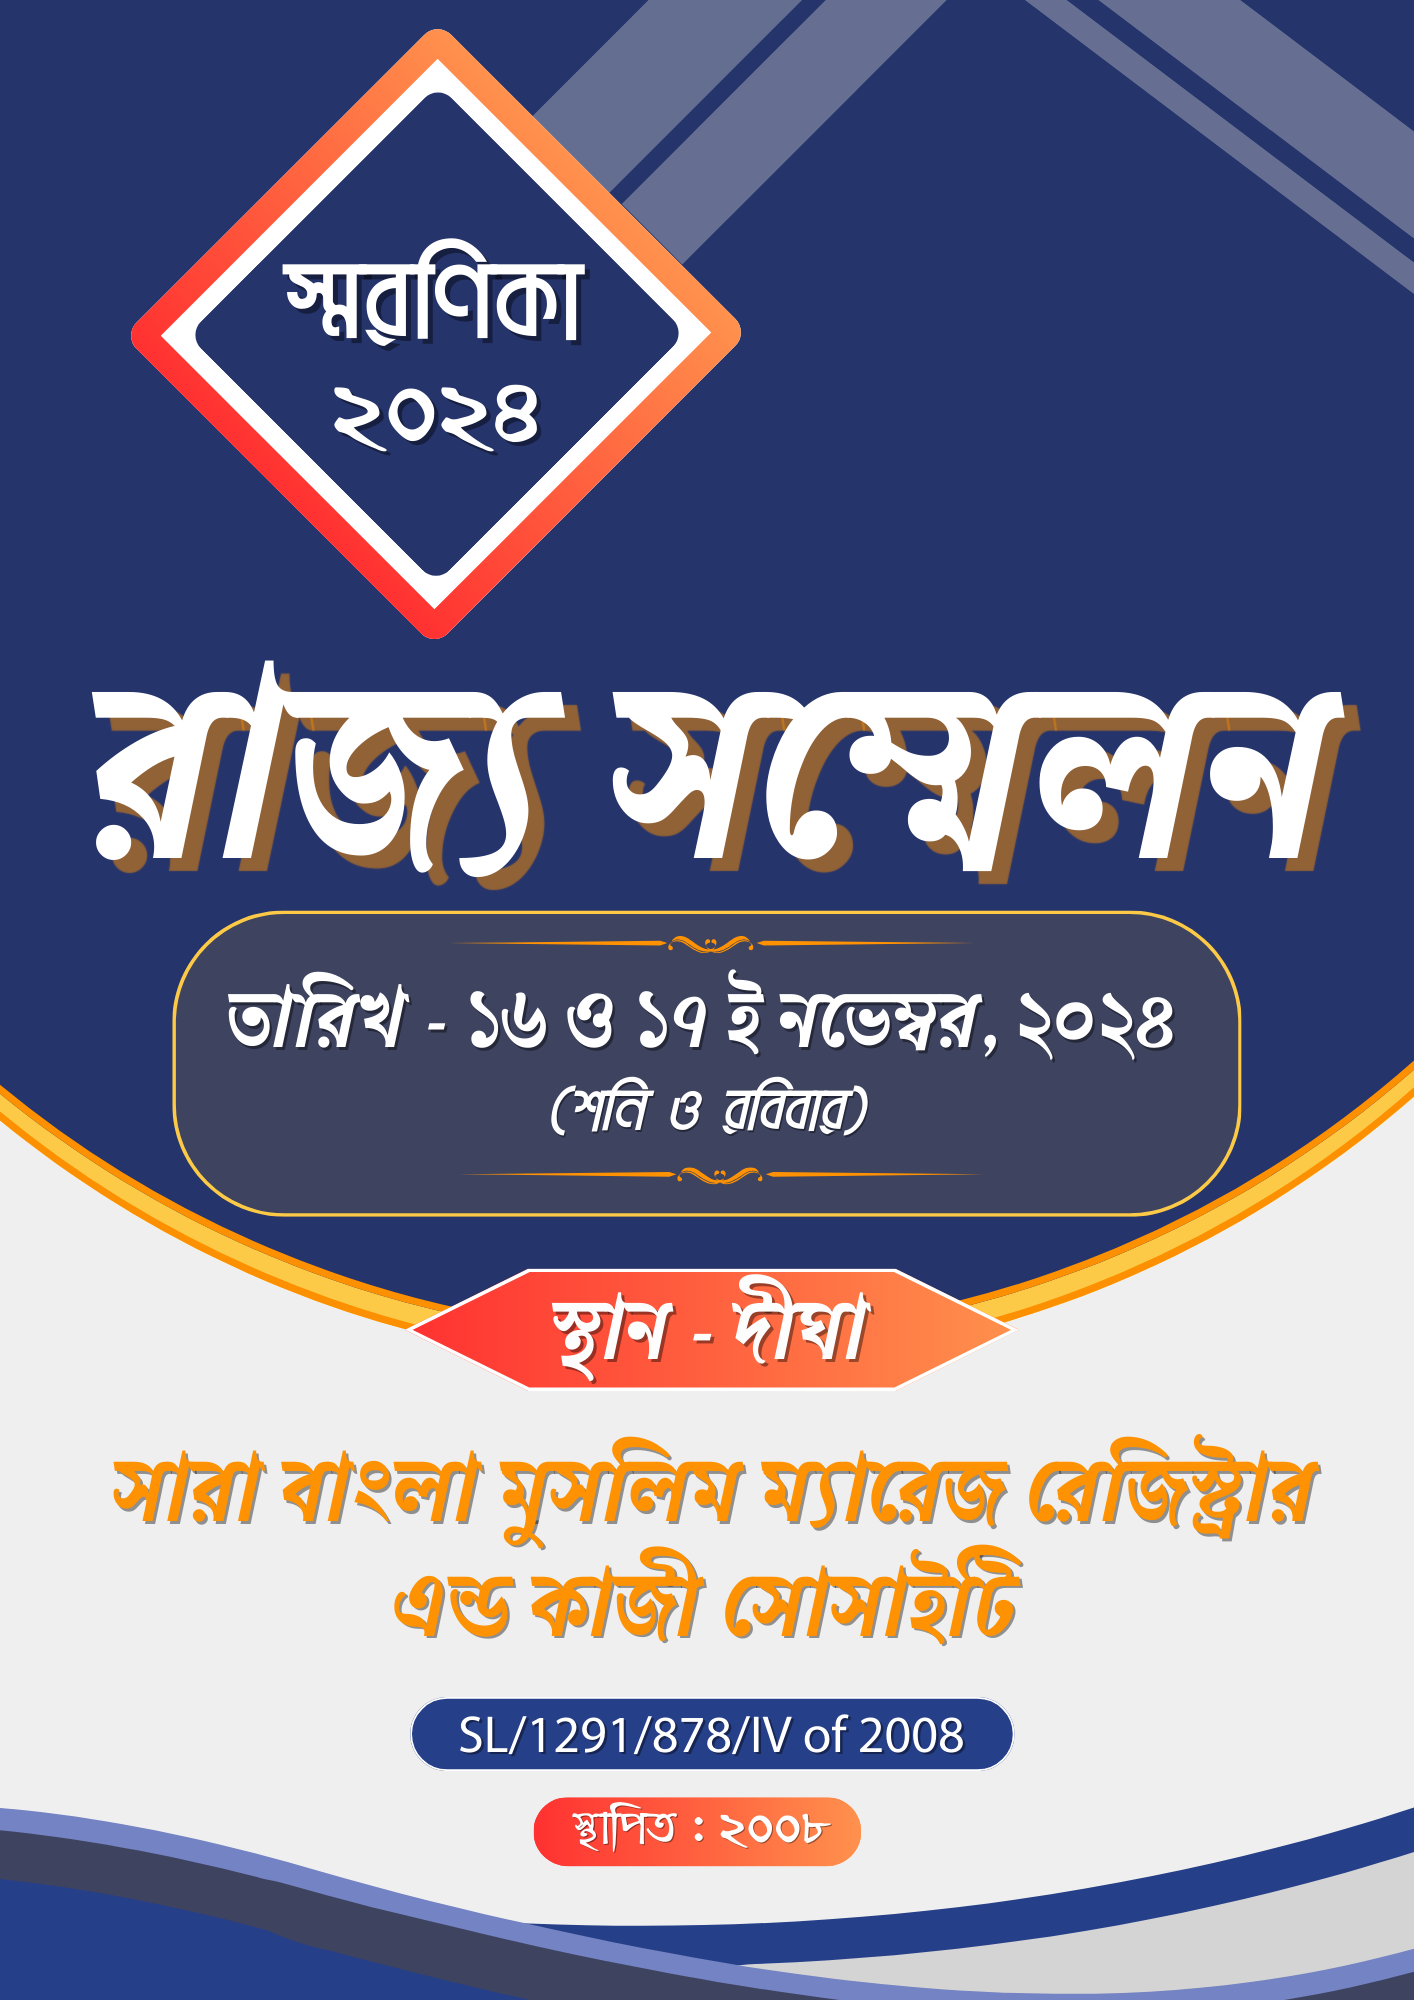 স্মরণিকা
২০২৪
রাজ্য সম্মেলন
তারিখ - ১৬ ও ১৭ ই নভেম্বর, ২০২৪
(শনি ও রবিবার)
স্থান - দীঘা
সারা বাংলা মুসলিম ম্যারেজ রেজিস্ট্রার
এন্ড কাজী সোসাইটি
SL/1291/878/IV of 2008
স্থাপিত : ২০০৮